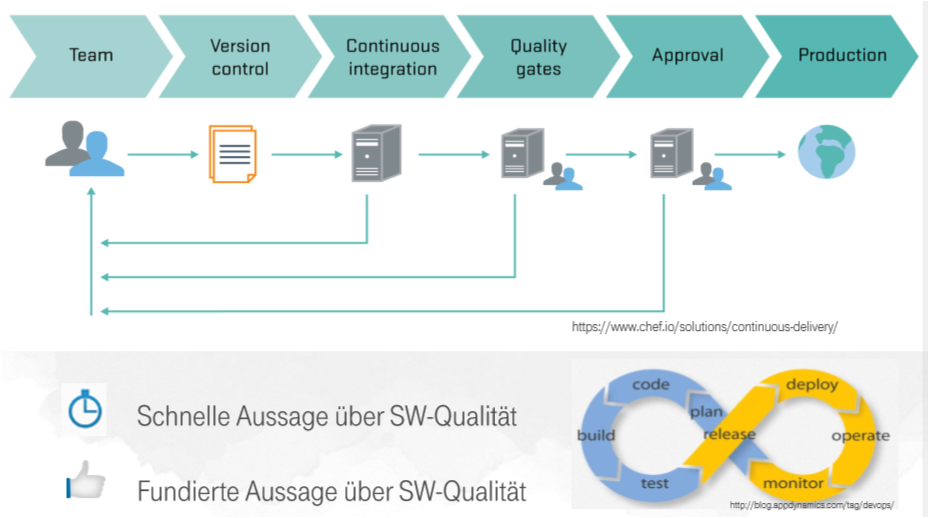 Team
Version
control
Continuous
integration
Quality
gates
Approval
Production
https://www.chef.io/solutions/continuous-delivery/
Schnelle Aussage über SW-Qualität
Fundierte Aussage über SW-Qualität
code
deploy
plan
build
release
operate
test
monitor
http://blog.appdynamics.com/tag/devops/